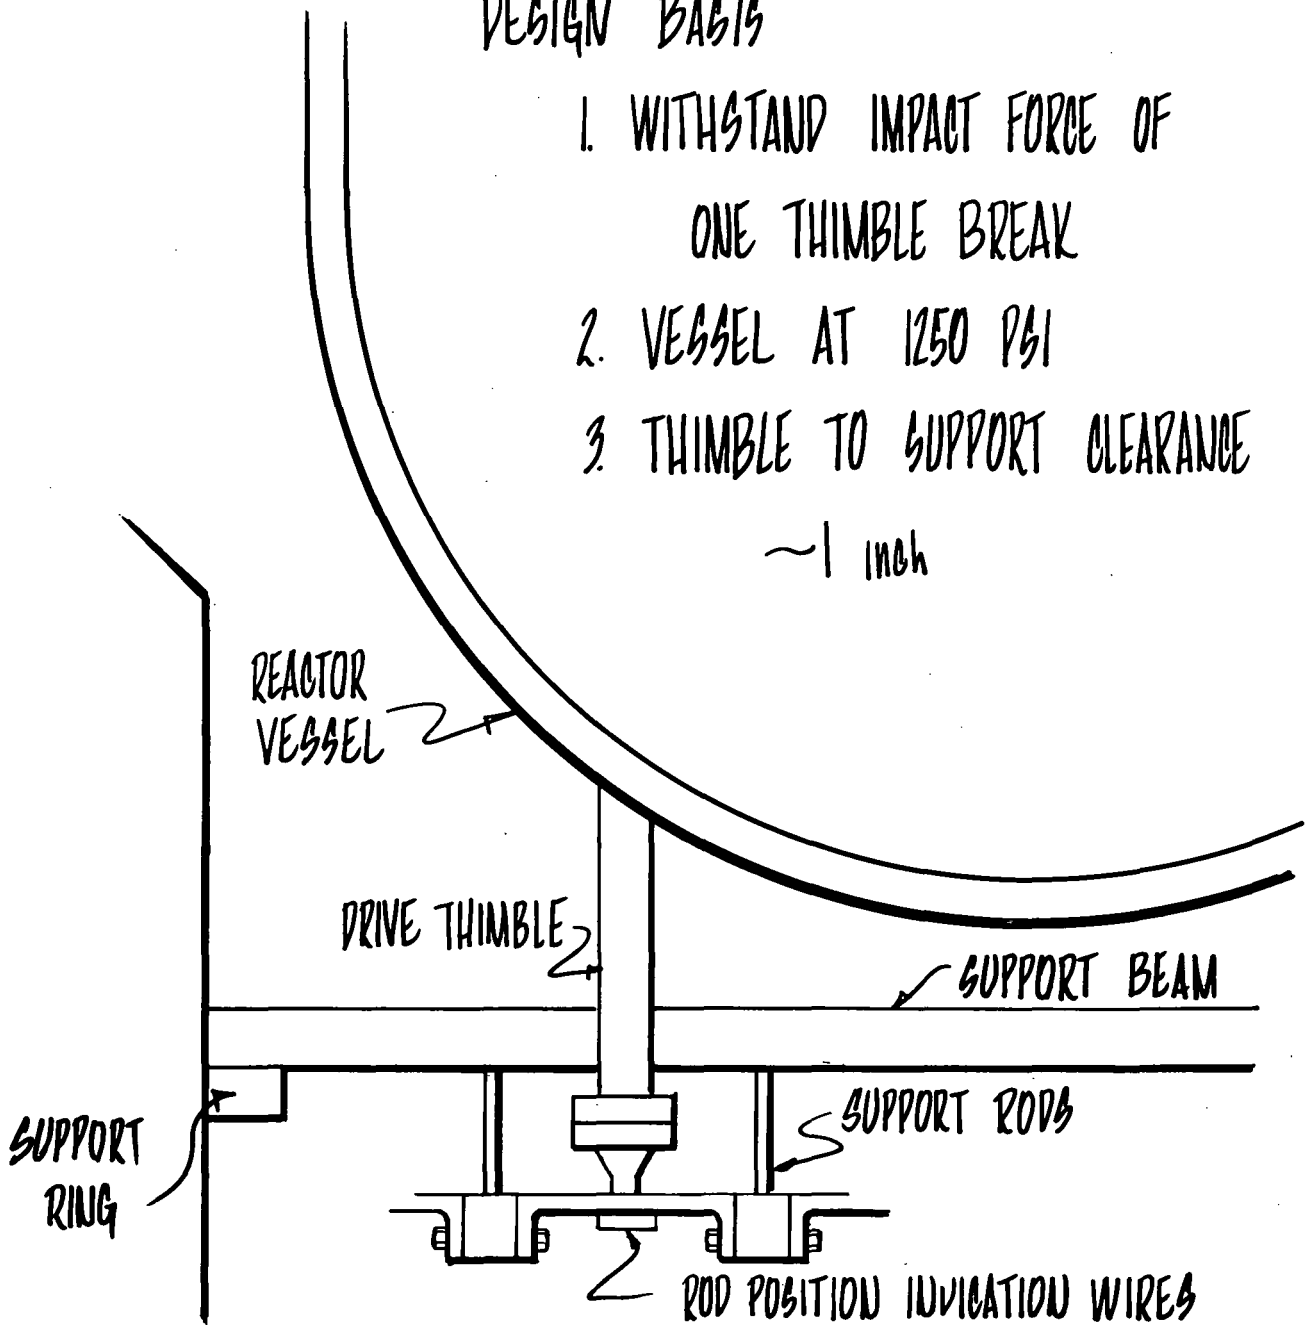 DESIGN BASIS
1. WITHSTAND IMPACT FORCE OF
ONE THIMBLE BREAK
2. VESSEL AT 1250 PSI
3. THIMBLE TO SUPPORT CLEARANCE
~1 inch
REACTOR
VESSEL
DRIVE THIMBLE
SUPPORT BEAM
SUPPORT RODS
SUPPORT
RING
ROD POSITION INDICATION WIRES